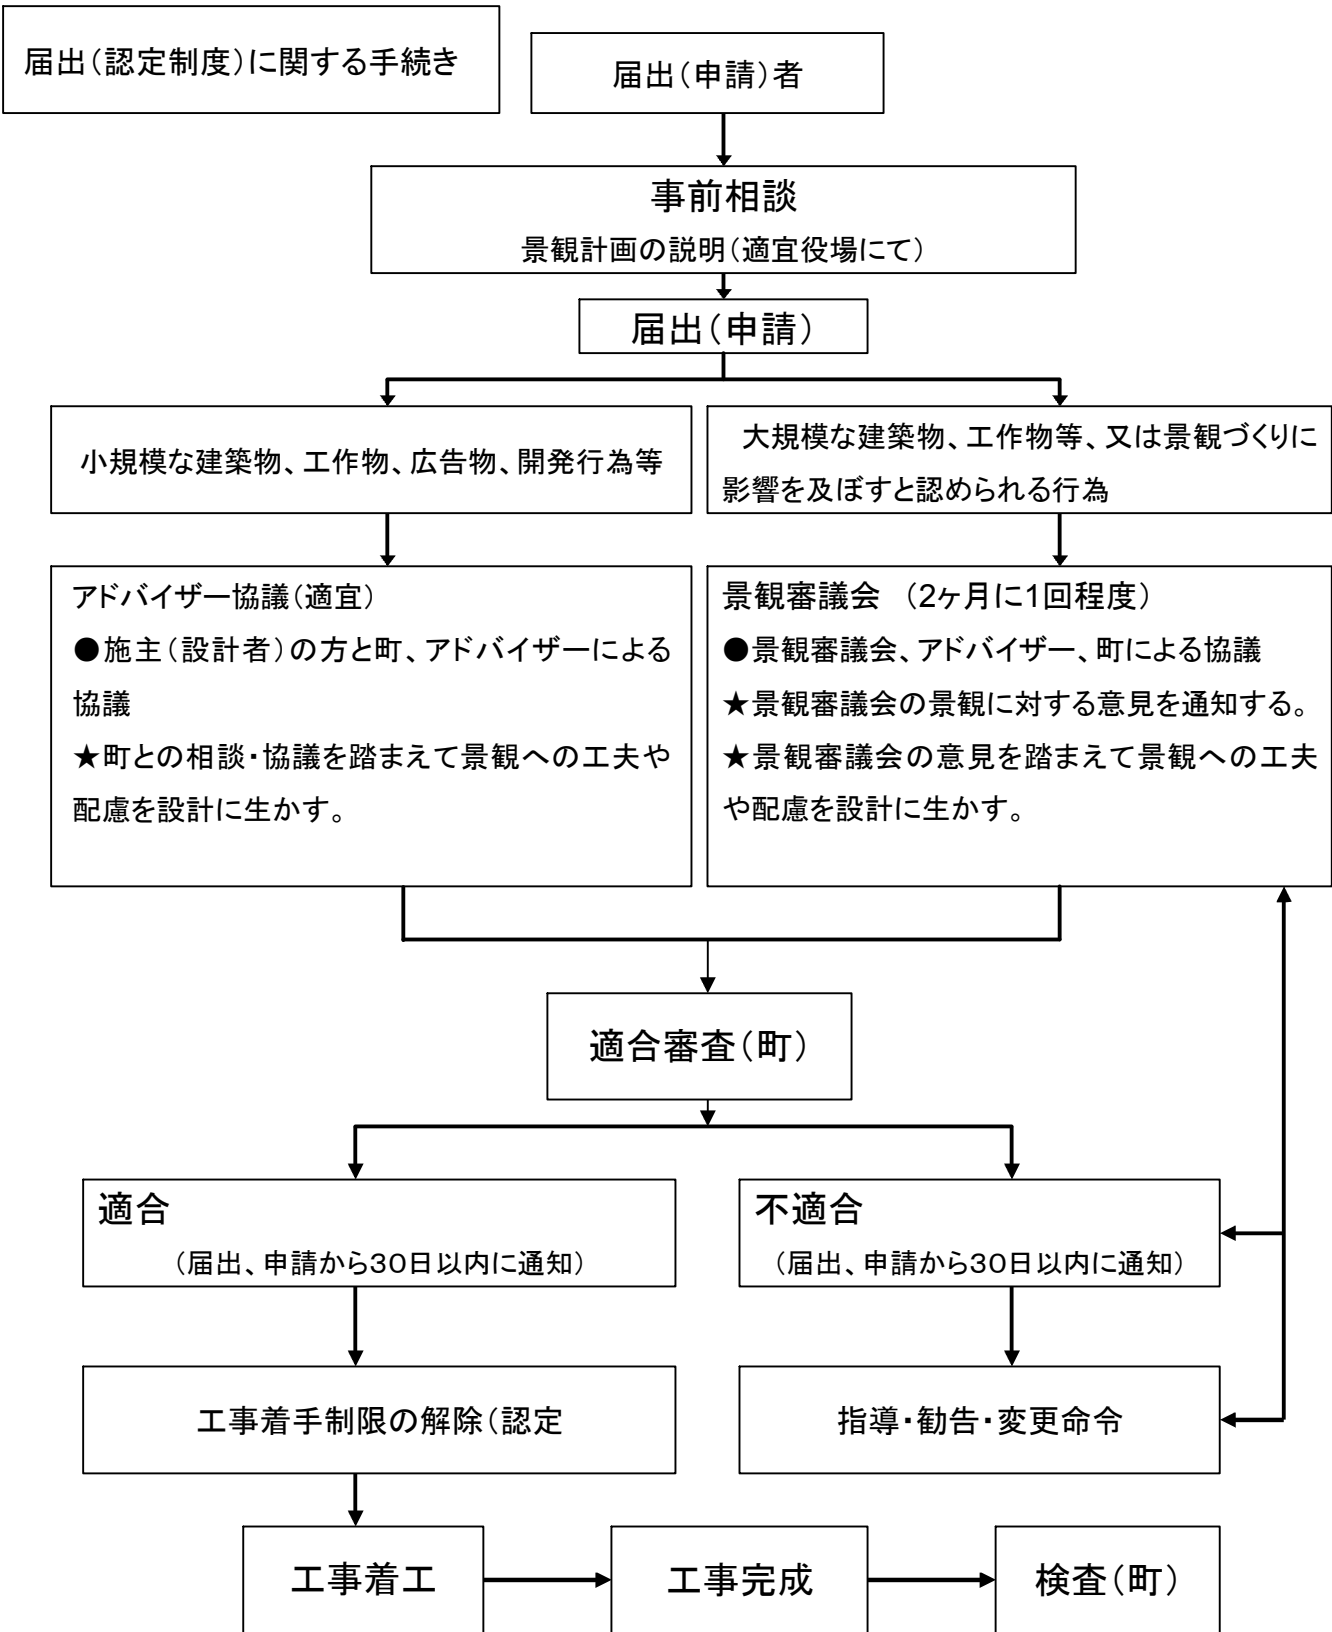 届出(認定制度)に関する手続き
届出(申請)者
事前相談
景観計画の説明(適宜役場にて)
届出(申請)
小規模な建築物、工作物、広告物、開発行為等
大規模な建築物、工作物等、又は景観づくりに
影響を及ぼすと認められる行為
アドバイザー協議(適宜)
●施主(設計者)の方と町、アドバイザーによる
協議
★町との相談・協議を踏まえて景観への工夫や
配慮を設計に生かす。
景観審議会 (2ヶ月に1回程度)
●景観審議会、アドバイザー、町による協議
★景観審議会の景観に対する意見を通知する。
★景観審議会の意見を踏まえて景観への工夫
や配慮を設計に生かす。
適合審査(町)
適合
(届出、申請から30日以内に通知)
不適合
(届出、申請から30日以内に通知)
工事着手制限の解除(認定
指導・勧告・変更命令
工事着工
工事完成
検査(町)